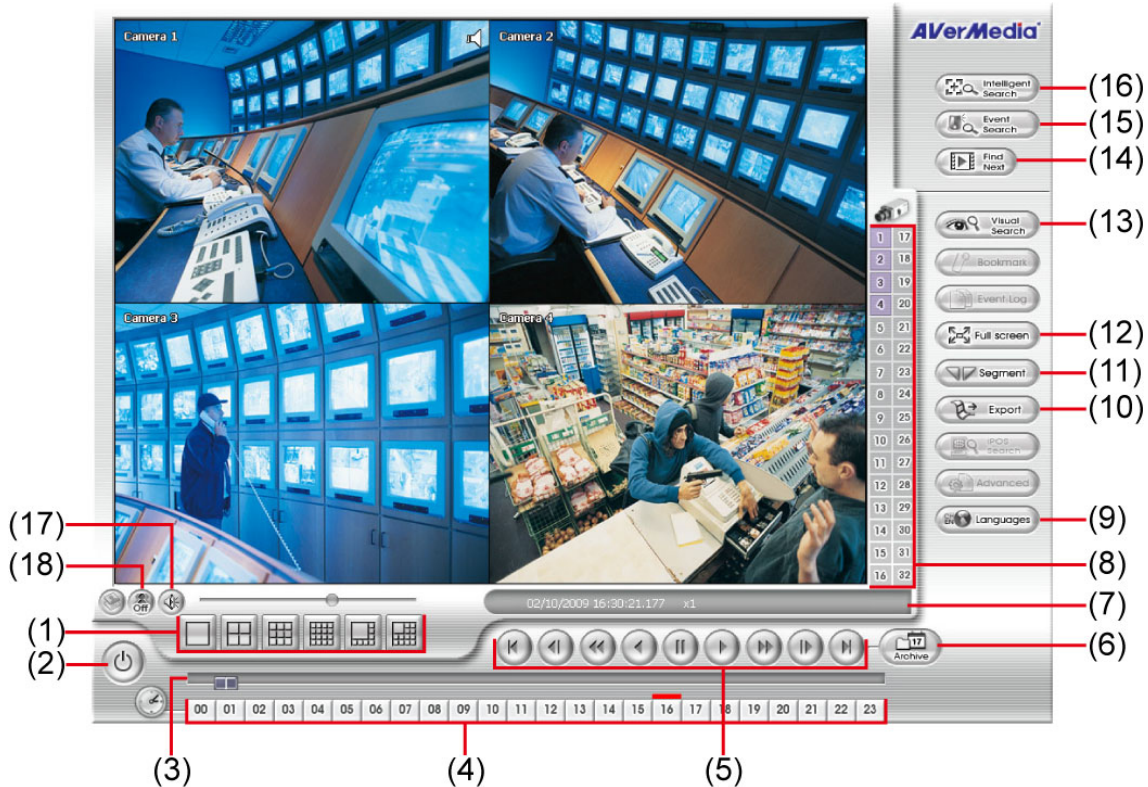 Camera 1
Camera 2
AVerMedia
Intelligent
Search
(16)
Event
Search
(15)
Find
Next
(14)
Visual
Search
(13)
1 17
2 18
3 19
4 20
5 21
6 22
7 23
8 24
9 25
10 26
11 27
12 28
13 29
14 30
15 31
16 32
Bookmark
Event Log
Camera 3
Camera 4
Full screen
(12)
Segment
(11)
Export
(10)
iPOS
Search
Advanced
Languages
(9)
(8)
(17)
(18)
Off
02/10/2009 16:30:21.177 x1
(7)
(1)
(2)
17
Archive
(6)
(3)
00 01 02 03 04 05 06 07 08 09 10 11 12 13 14 15 16 17 18 19 20 21 22 23
(3)
(4)
(5)